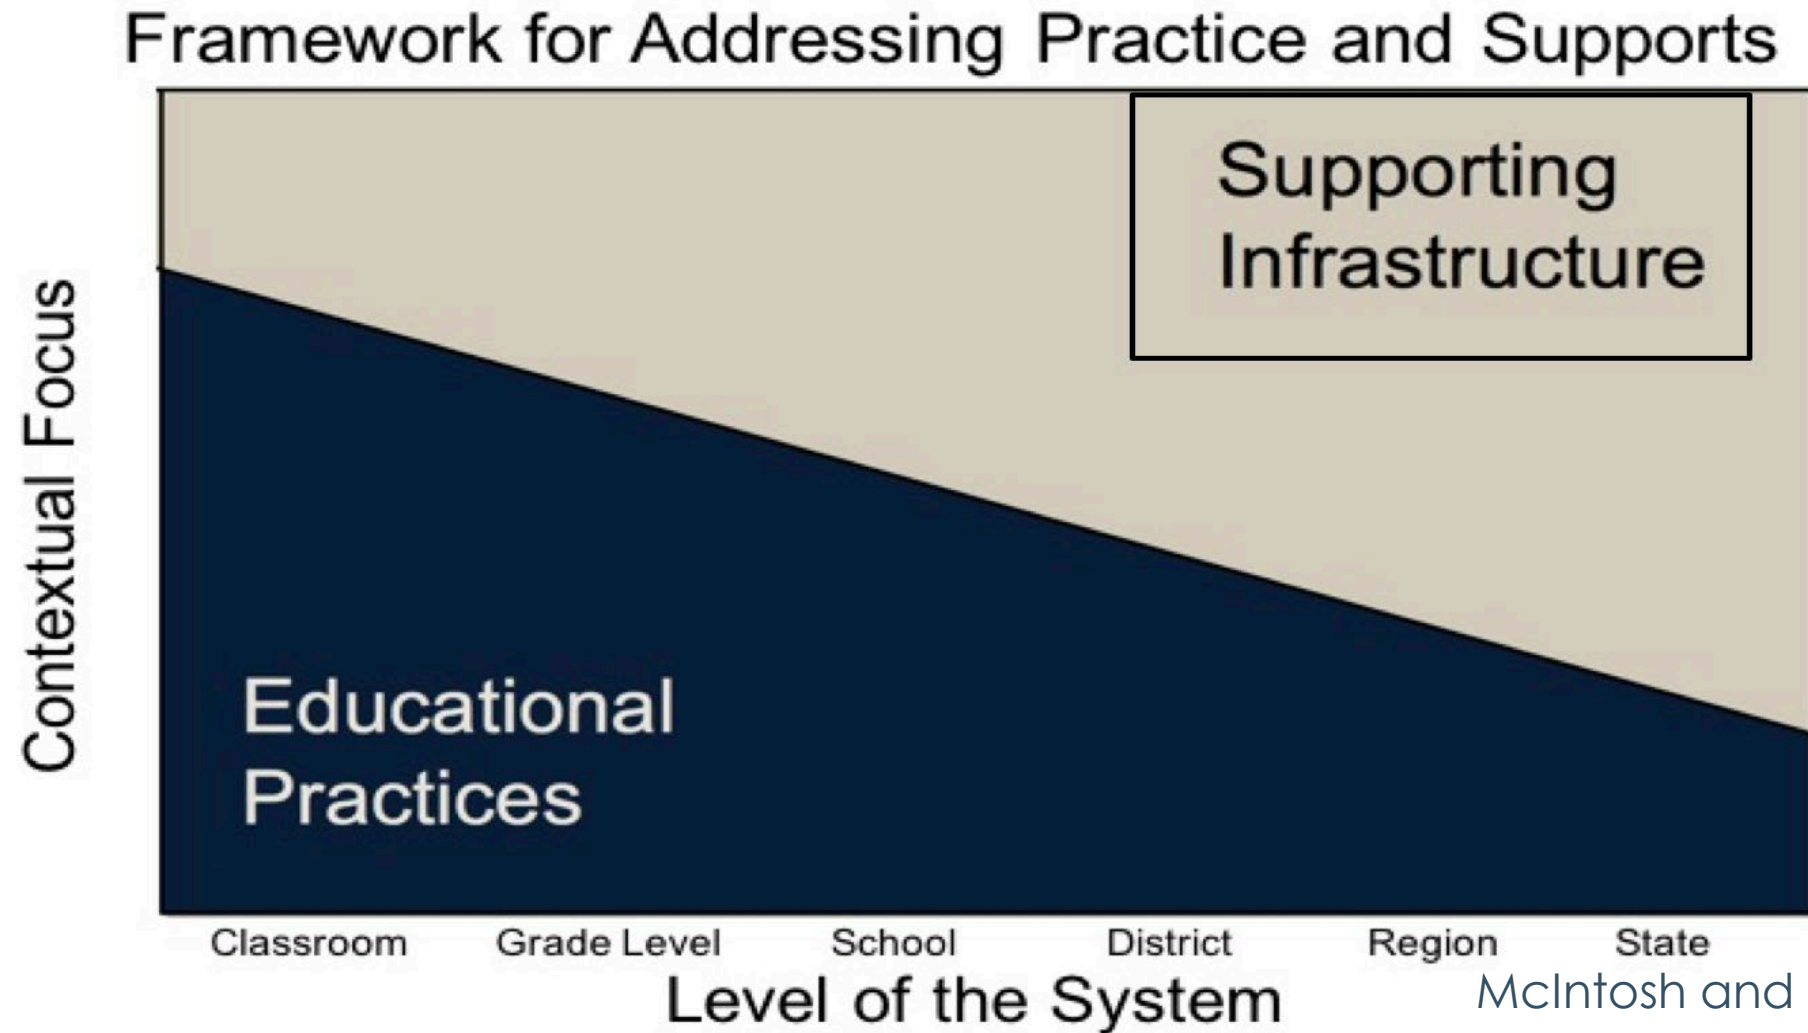 Framework for Addressing Practice and Supports
Contextual Focus
Supporting
Infrastructure
Educational
Practices
Classroom Grade Level School District Region State
Level of the System
McIntosh and